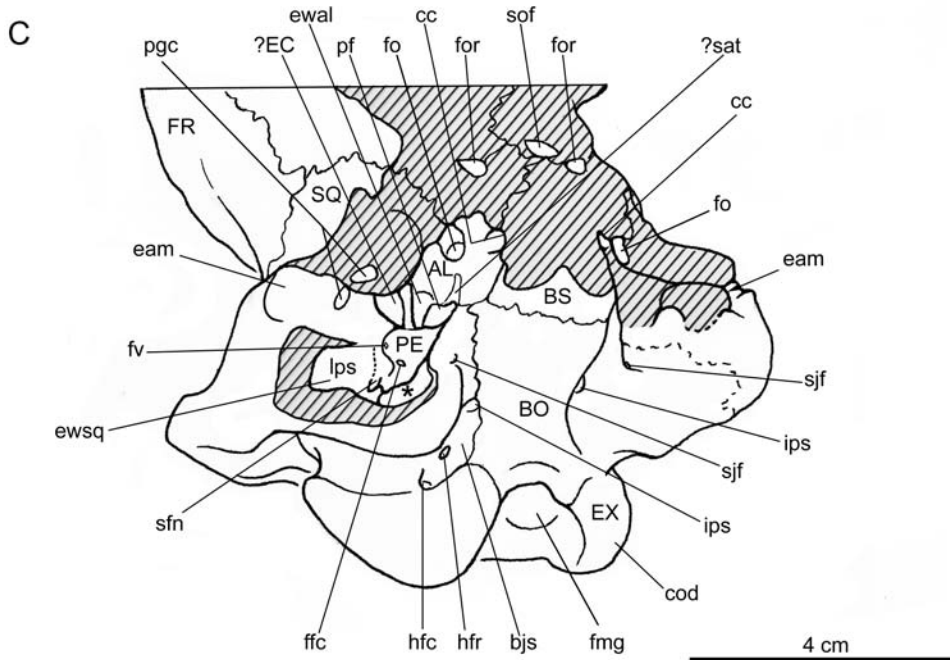 C
ewal cc sof
pgc ?EC pf fo for for ?sat
cc
FR
SQ
fo
eam AL eam
BS
fv PE
lps sjf
*
ewsq BO ips
sjf
sfn EX ips
cod
ffc hfc hfr bjs fmg 4 cm